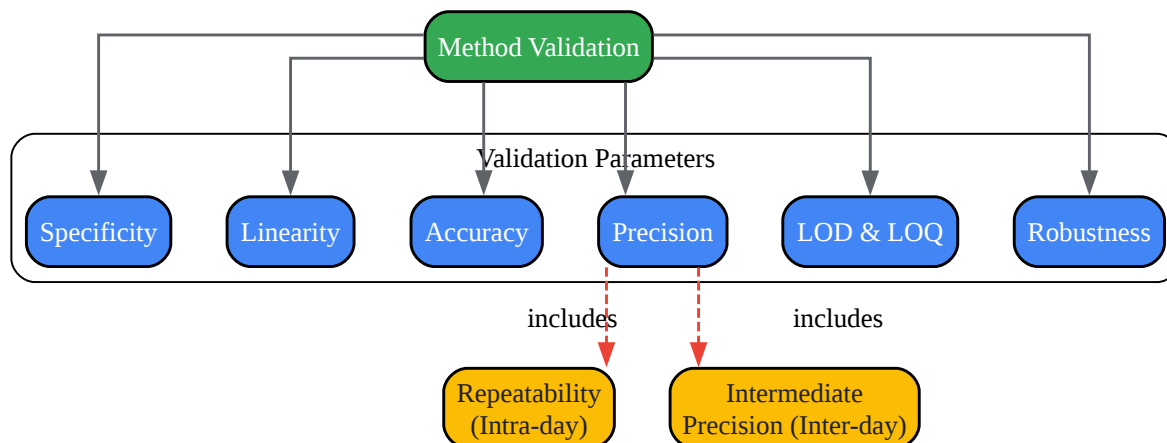 Method Validation
Validation Parameters
Specificity
Linearity
Accuracy
Precision
LOD & LOQ
Robustness
includes
includes
Repeatability
(Intra-day)
Intermediate
Precision (Inter-day)